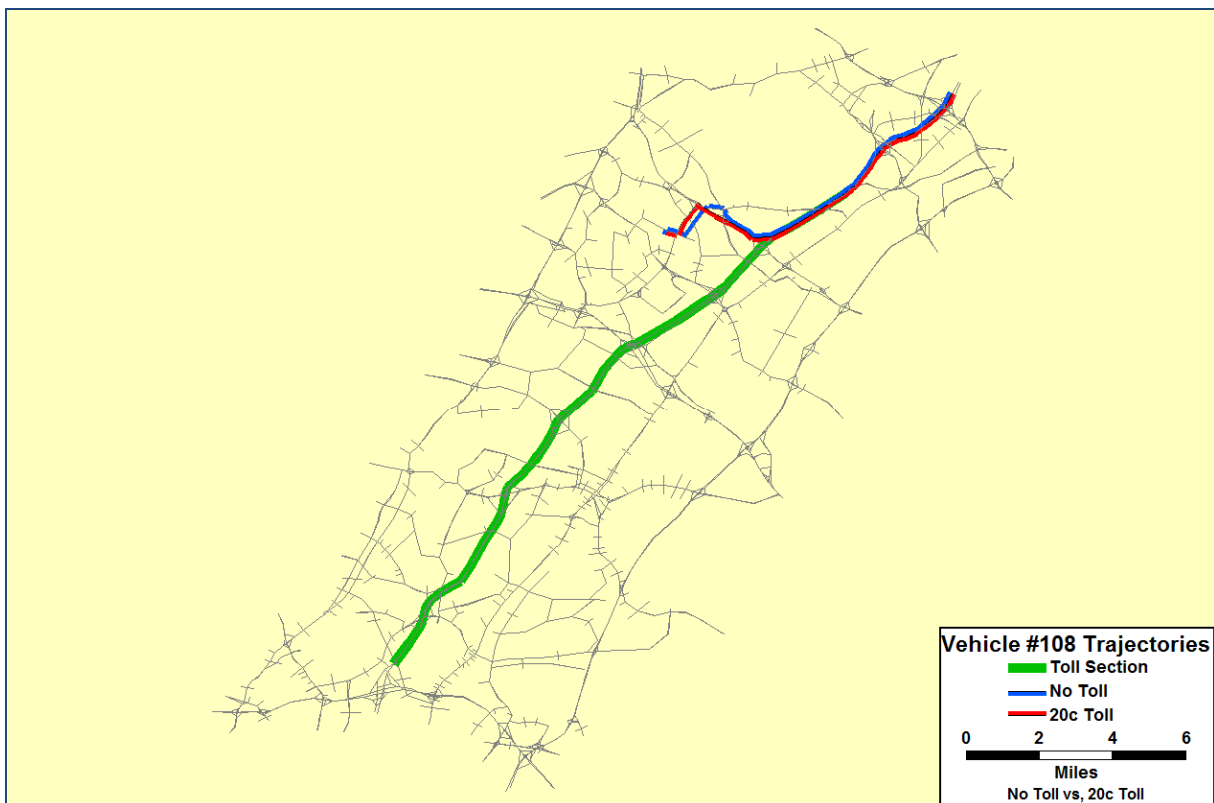 Vehicle #108 Trajectories
Toll Section
No Toll
20c Toll
0 2 4 6
Miles
No Toll vs, 20c Toll